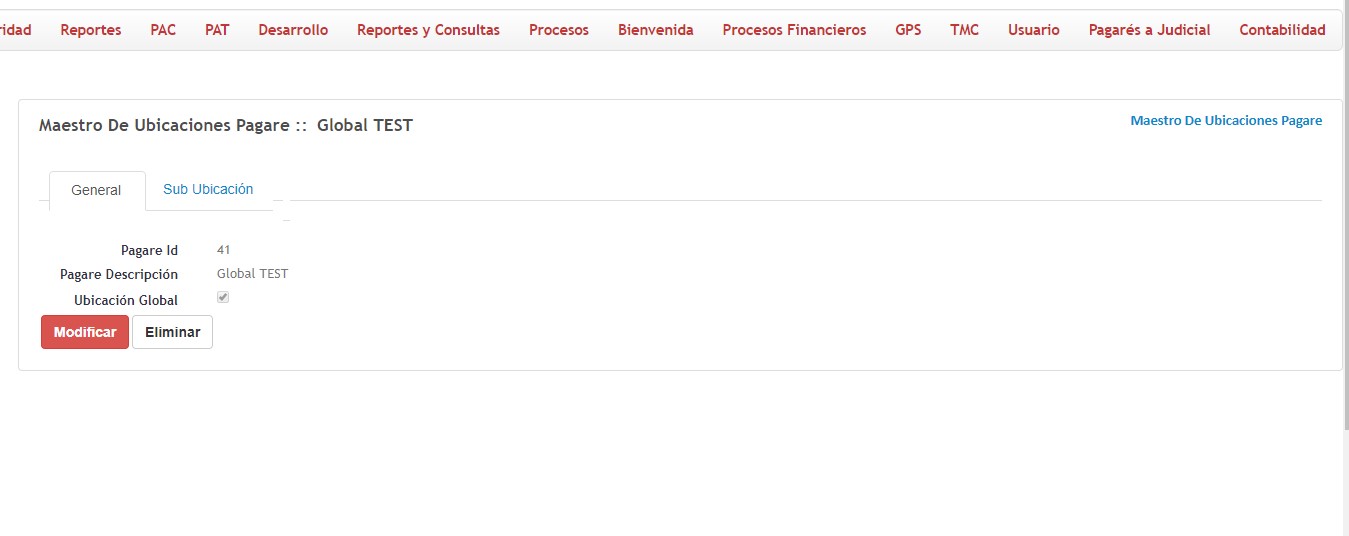 ridad Reportes PAC PAT Desarrollo Reportes y Consultas Procesos Bienvenida Procesos Financieros GPS TMC Usuario Pagarés a Judicial Contabilidad
Maestro De Ubicaciones Pagare :: Global TEST
Maestro De Ubicaciones Pagare
General Sub Ubicación
Pagare Id 41
Pagare Descripción Global TEST
Ubicación Global
Modificar Eliminar